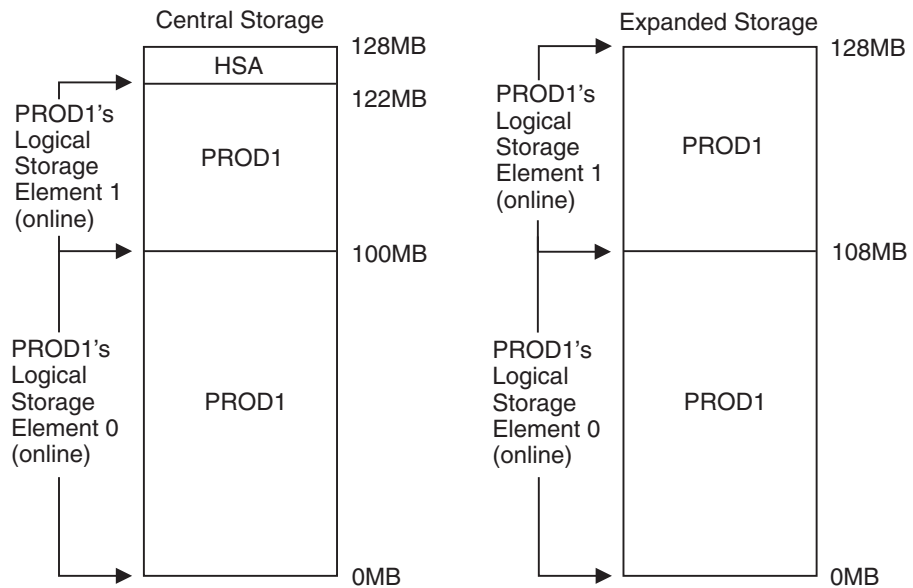 Central Storage
128MB
HSA
122MB
PROD1's
Logical
Storage
Element 1
(online)
PROD1
100MB
PROD1's
Logical
Storage
Element 0
(online)
PROD1
0MB
Expanded Storage
128MB
PROD1's
Logical
Storage
Element 1
(online)
PROD1
108MB
PROD1's
Logical
Storage
Element 0
(online)
PROD1
0MB